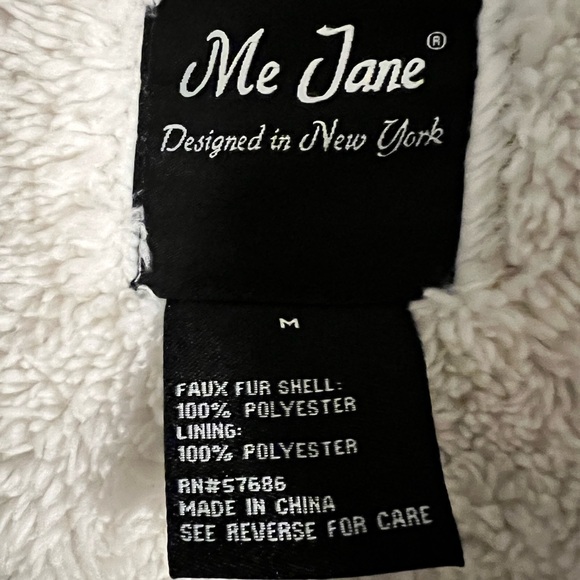 Me Jane®
Designed in New York
M
FAUX FUR SHELL:
100% POLYESTER
LINING:
100% POLYESTER
RN#57686
MADE IN CHINA
SEE REVERSE FOR CARE